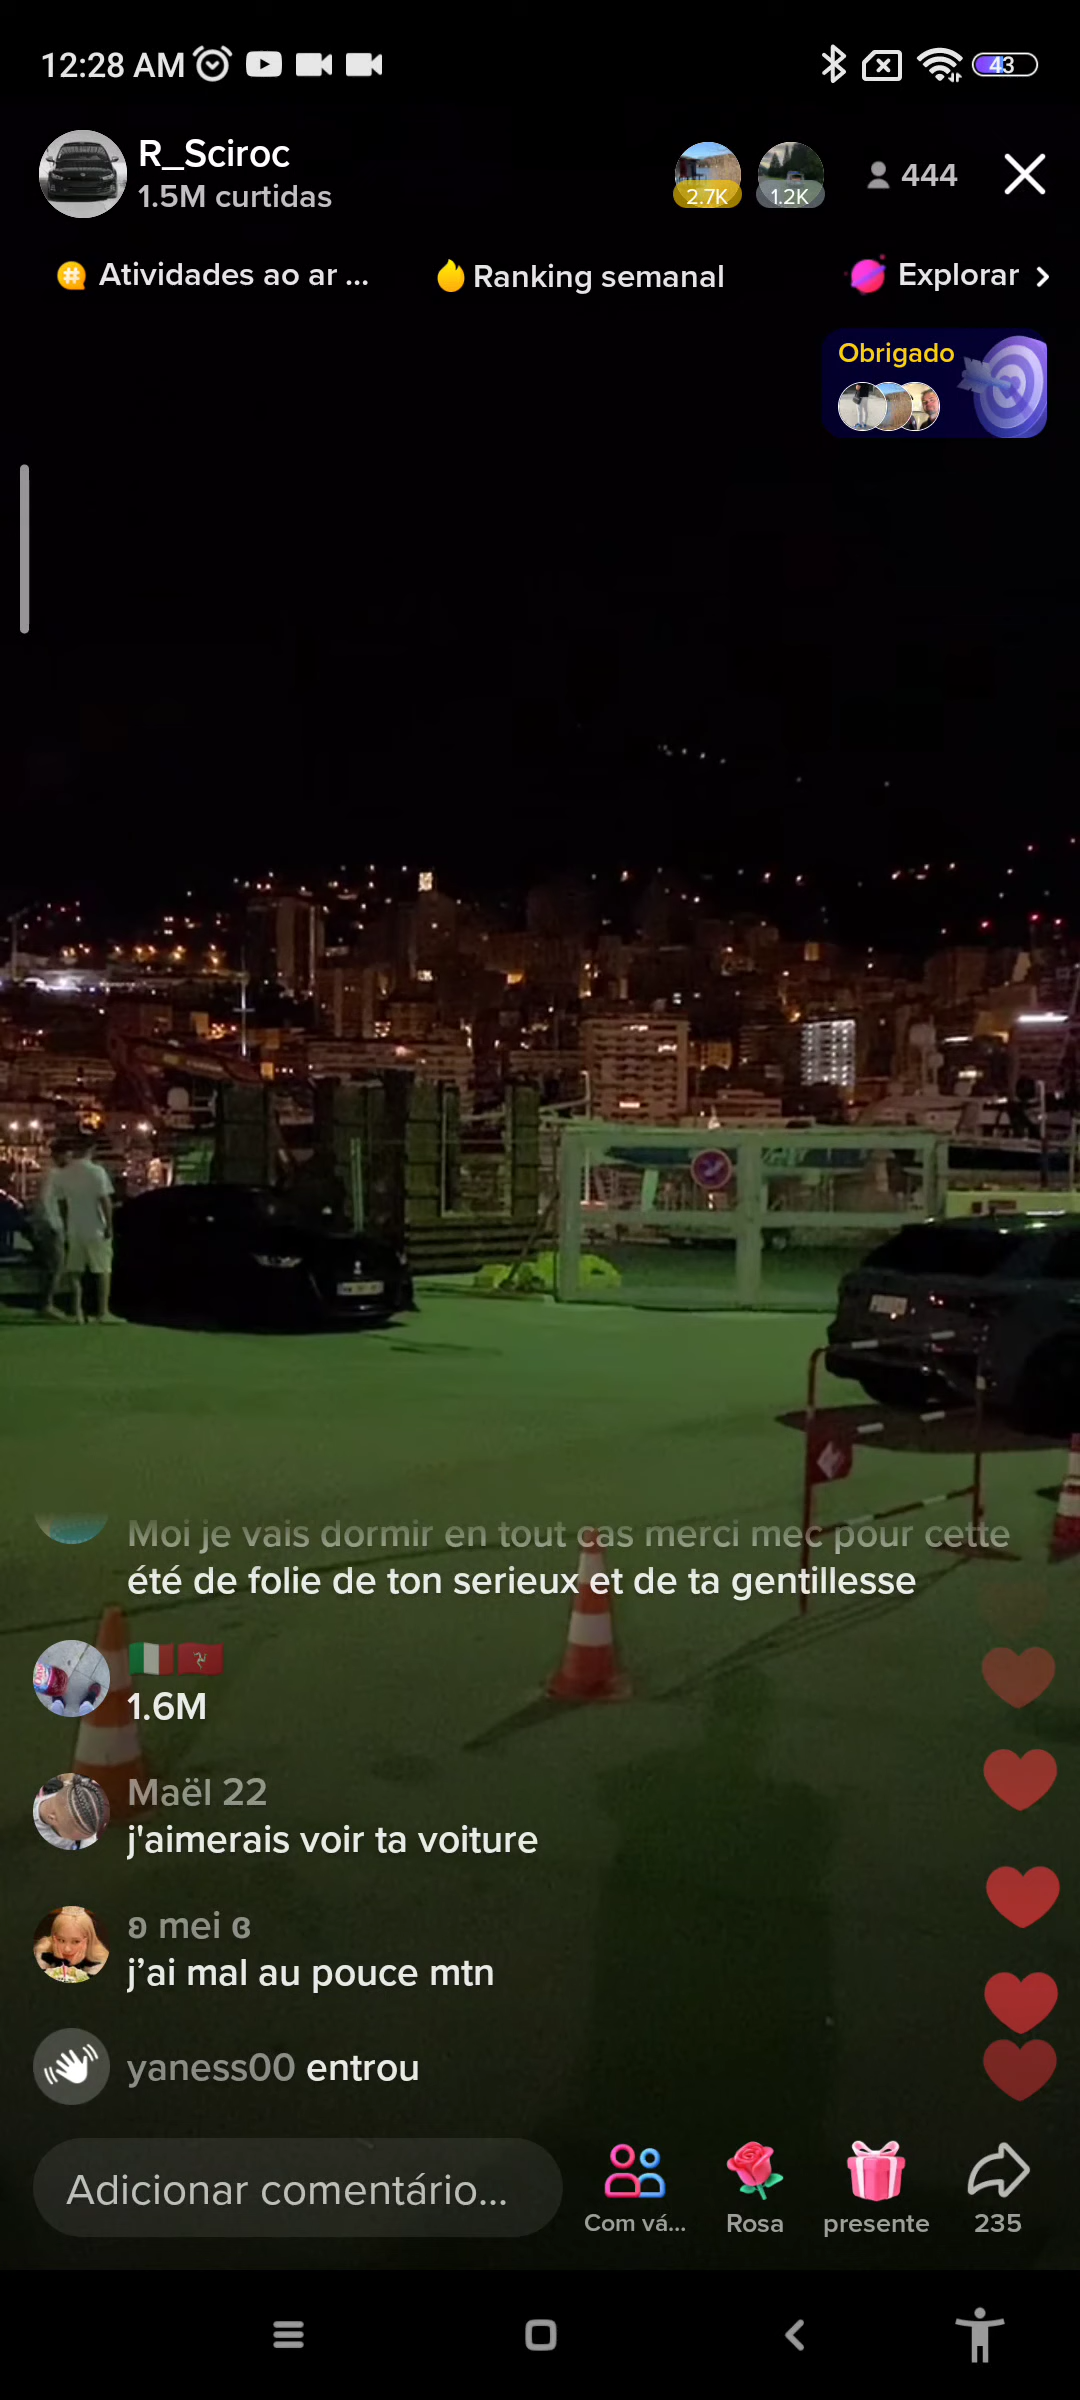 12:28 AM
43
R_Sciroc
1.5M curtidas
2.7K
1.2K
444
Atividades ao ar ...
Ranking semanal
Explorar
Obrigado
Moi je vais dormir en tout cas merci mec pour cette
été de folie de ton serieux et de ta gentillesse
1.6M
Maël 22
j'aimerais voir ta voiture
ʚ mei ɞ
j’ai mal au pouce mtn
yaness00 entrou
Adicionar comentário...
Com vá...
Rosa
presente
235